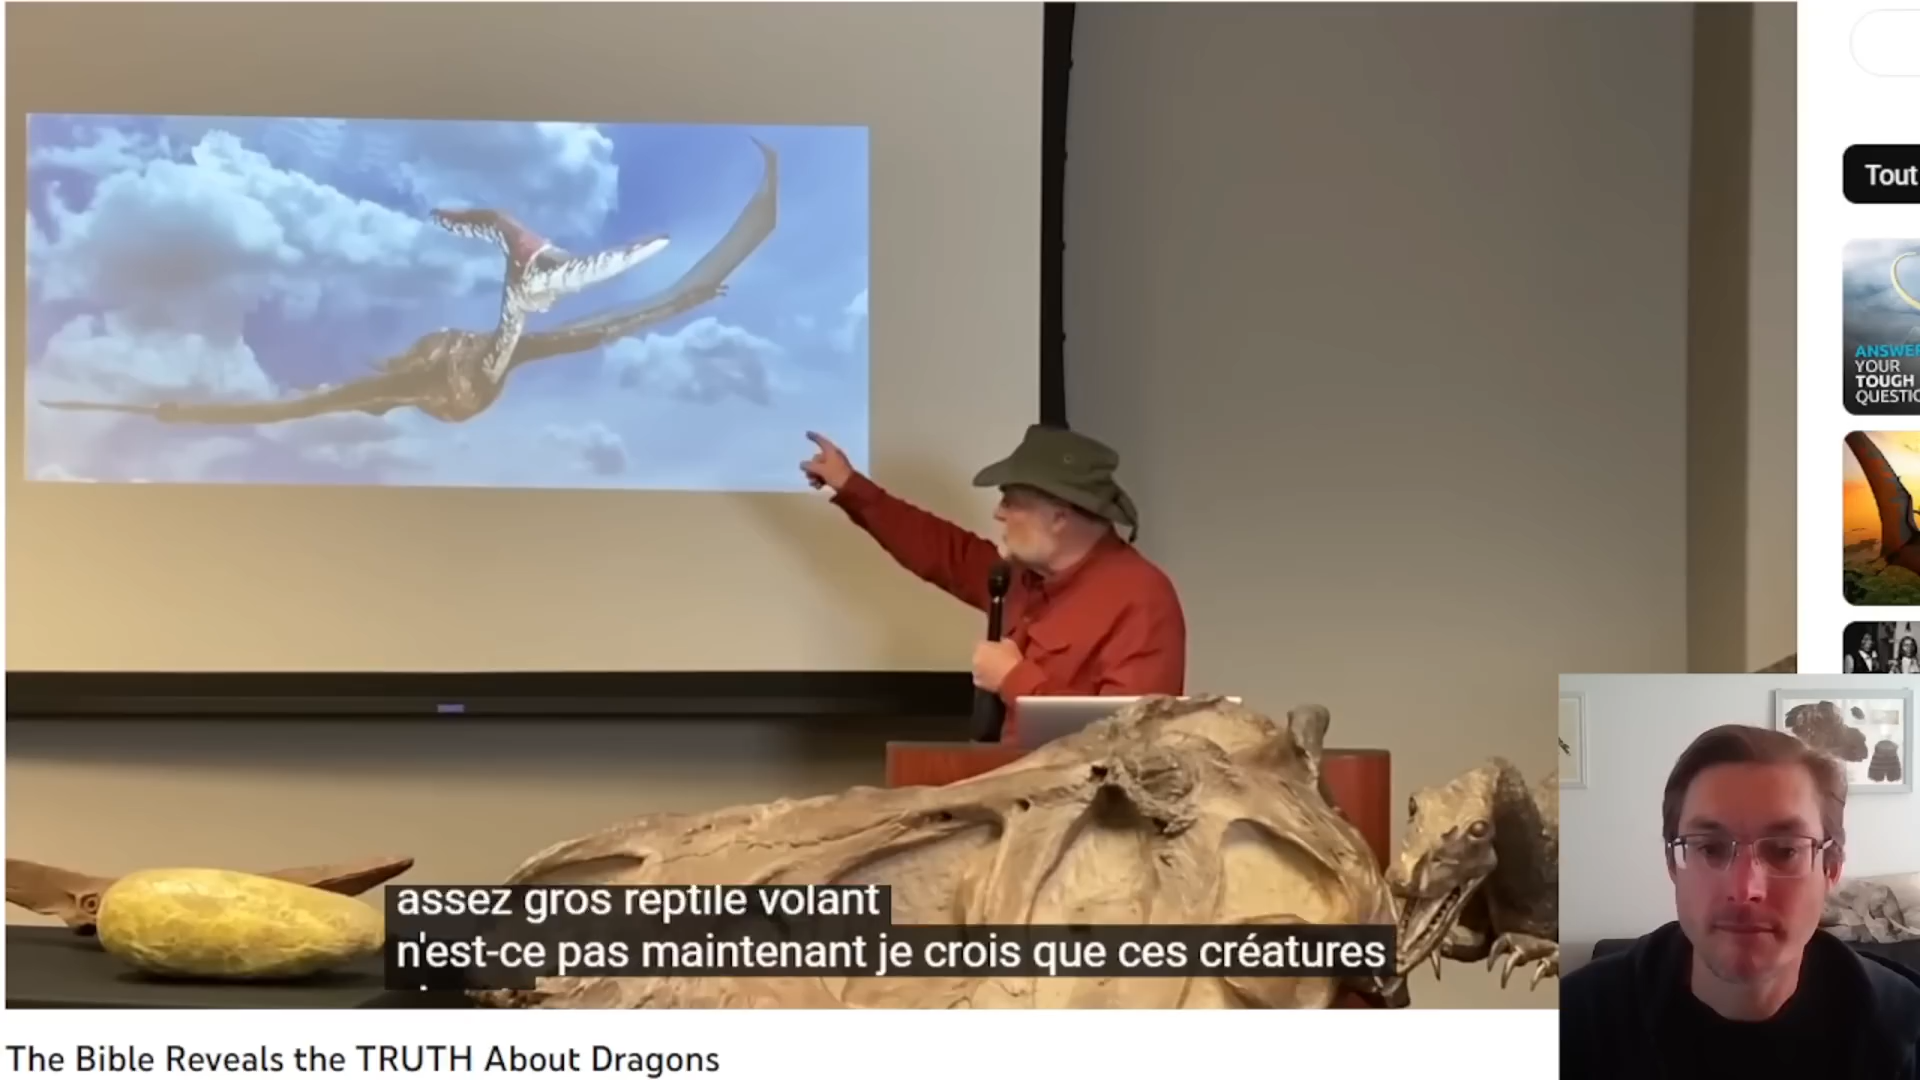 Tout
ANSWE
YOUR
TOUGH
QUESTIO
assez gros reptile volant
n'est-ce pas maintenant je crois que ces créatures
The Bible Reveals the TRUTH About Dragons